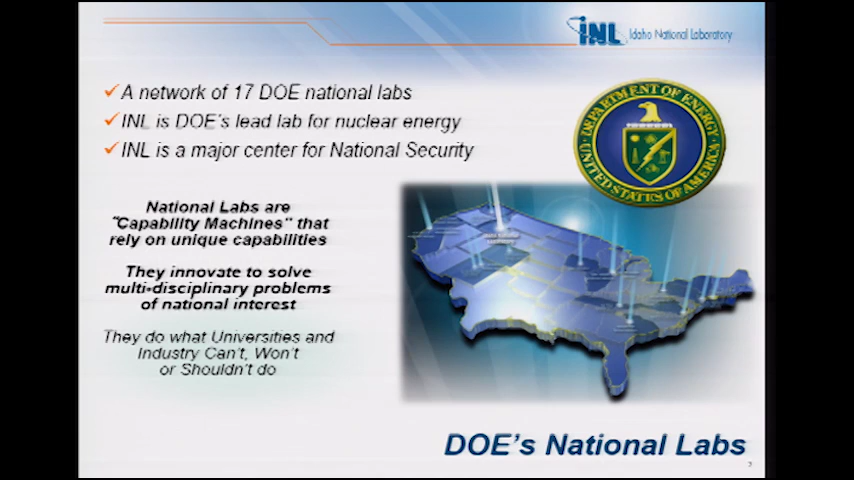 INL Idaho National Laboratory
A network of 17 DOE national labs
INL is DOE's lead lab for nuclear energy
INL is a major center for National Security
DEPARTMENT OF ENERGY
UNITED STATES OF AMERICA
National Labs are
"Capability Machines" that
rely on unique capabilities
They innovate to solve
multi-disciplinary problems
of national interest
They do what Universities and
Industry Can't, Won't
or Shouldn't do
DOE's National Labs